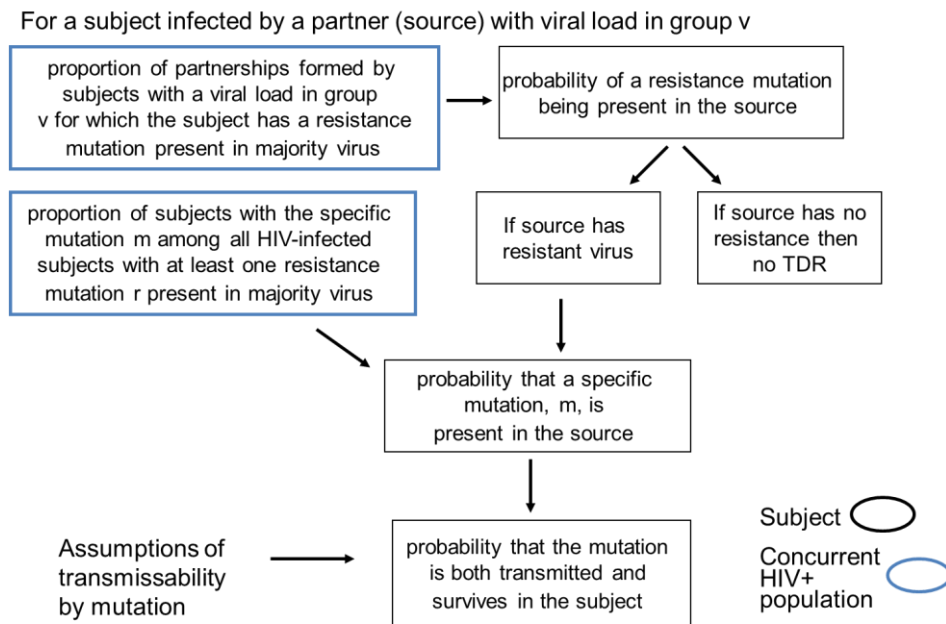 For a subject infected by a partner (source) with viral load in group v
proportion of partnerships formed by
subjects with a viral load in group
v for which the subject has a resistance
mutation present in majority virus
probability of a resistance mutation
being present in the source
proportion of subjects with the specific
mutation m among all HIV-infected
subjects with at least one resistance
mutation r present in majority virus
If source has
resistant virus
If source has no
resistance then
no TDR
probability that a specific
mutation, m, is
present in the source
Assumptions of
transmissability
by mutation
probability that the mutation
is both transmitted and
survives in the subject
Subject
Concurrent
HIV+
population